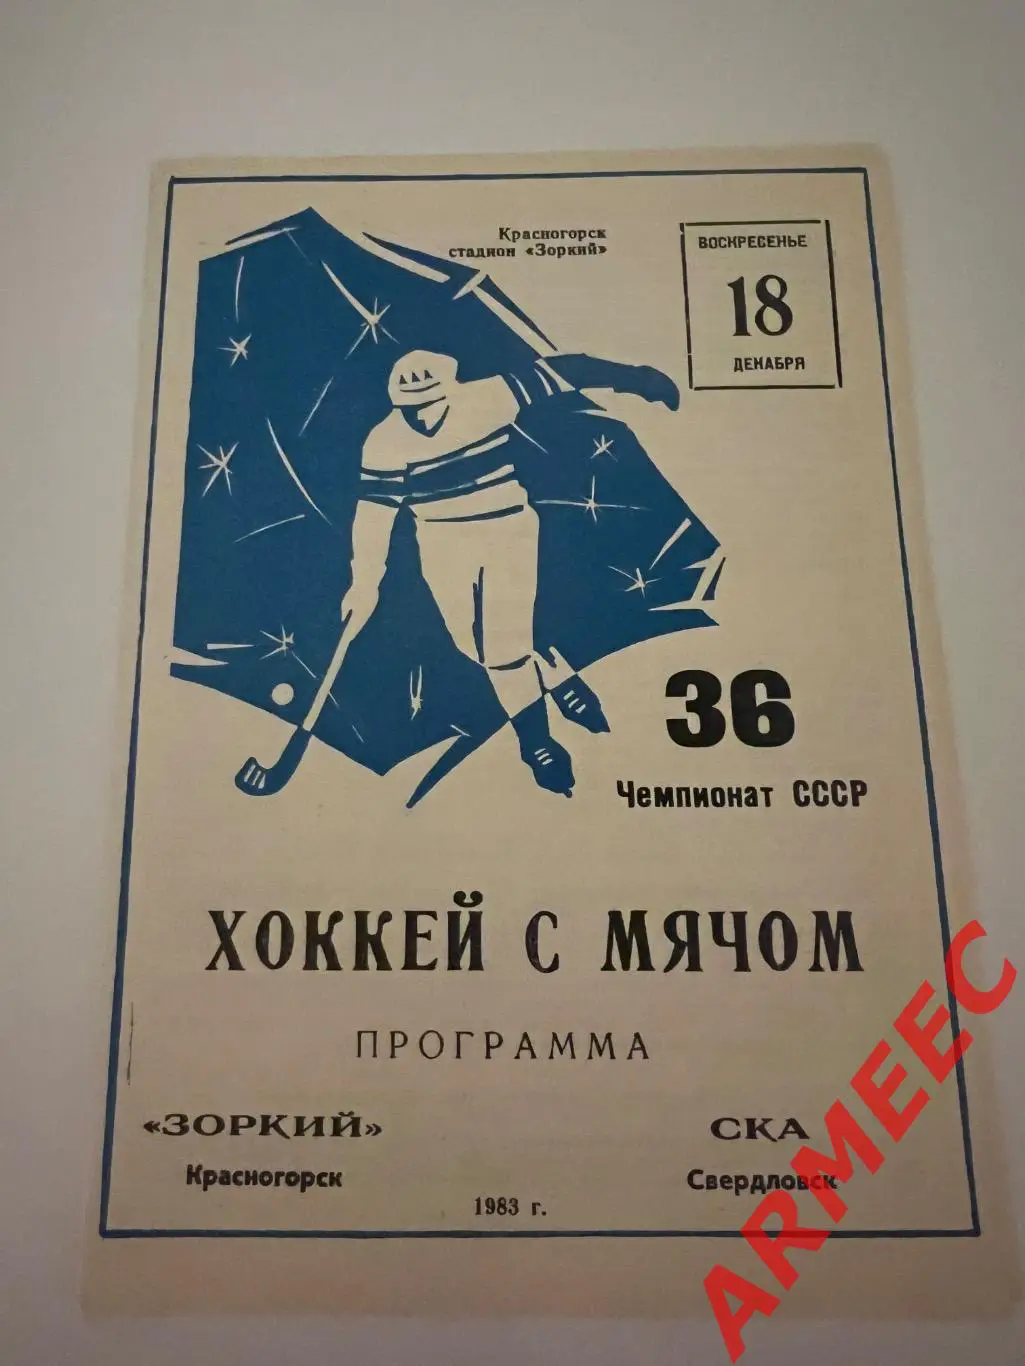 Красногорск
стадион «Зоркий»
ВОСКРЕСЕНЬЕ
18
ДЕКАБРЯ
36
Чемпионат СССР
ХОККЕЙ С МЯЧОМ
ПРОГРАММА
«ЗОРКИЙ»
Красногорск
СКА
Свердловск
1983 г.
ARMEEC